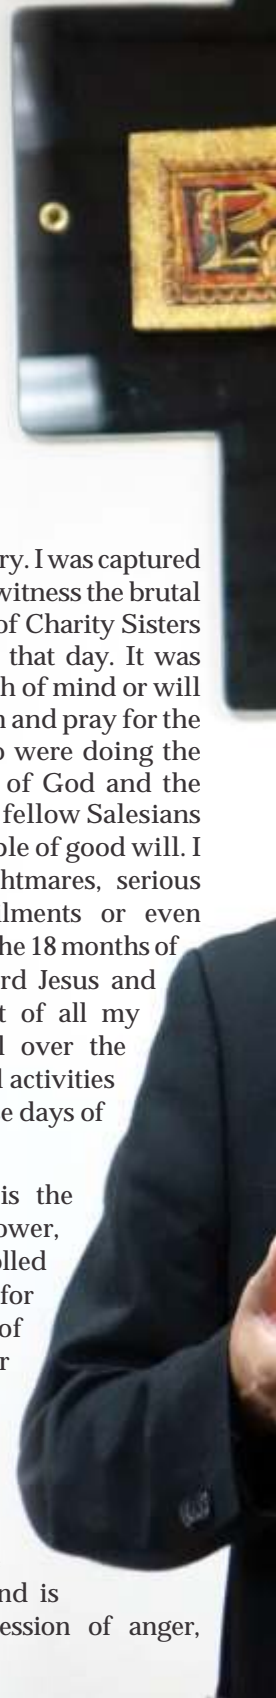 ry. I was captured
witness the brutal
of Charity Sisters
that day. It was
h of mind or will
n and pray for the
o were doing the
of God and the
fellow Salesians
ple of good will. I
htmares, serious
lments or even
he 18 months of
rd Jesus and
t of all my
l over the
l activities
e days of
is the
ower,
olled
for
of
r
nd is
ession of anger,